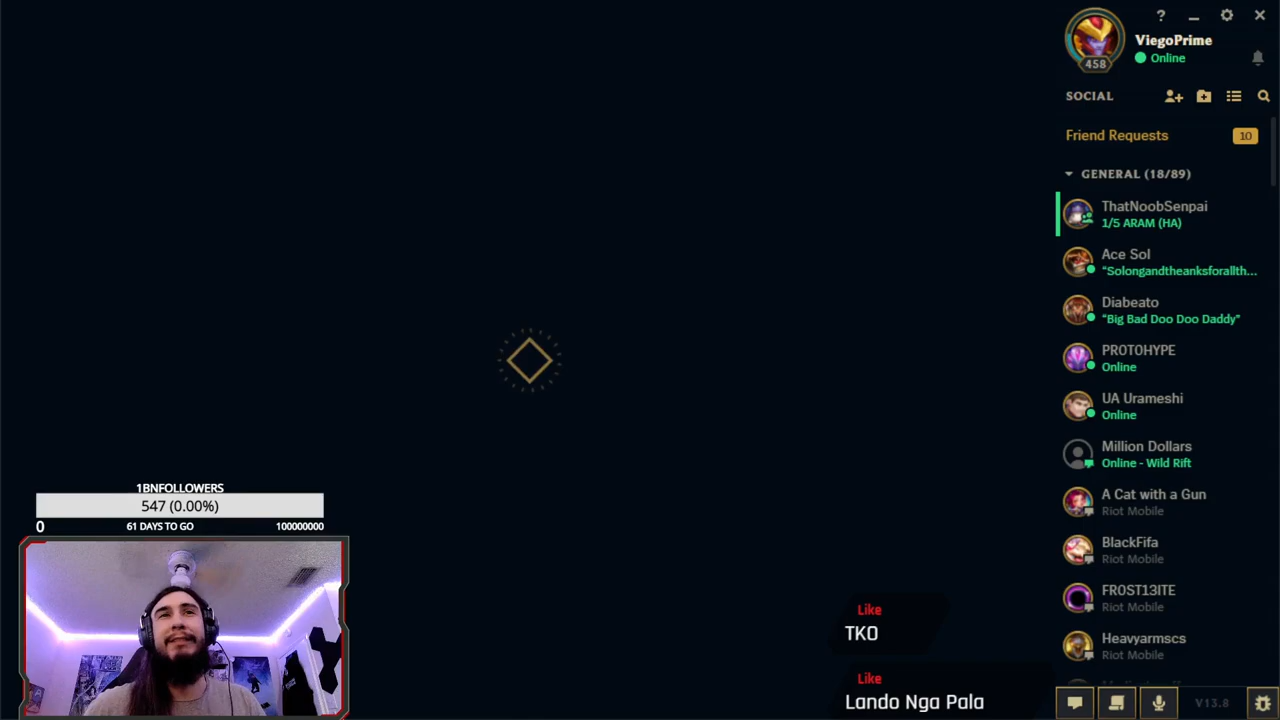 ?
ViegoPrime
458
Online
SOCIAL
Friend Requests
10
GENERAL (18/89)
ThatNoobSenpai
1/5 ARAM (HA)
Ace Sol
"Solongandtheanksforallth...
Diabeato
"Big Bad Doo Doo Daddy"
PR0T0HYPE
Online
UA Urameshi
Online
Million Dollars
Online - Wild Rift
A Cat with a Gun
Riot Mobile
BlackFifa
Riot Mobile
FR0ST13ITE
Riot Mobile
Heavyarmscs
Riot Mobile
V13.8
1BNFOLLOWERS
547 (0.00%)
0
61 DAYS TO GO
100000000
Like
TKO
Like
Lando Nga Pala